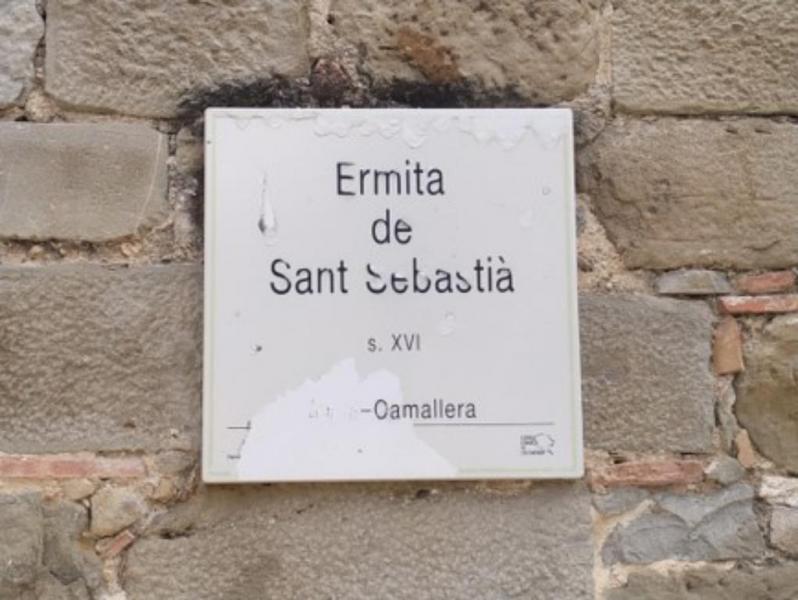 Ermita
de
Sant Sebastià
s. XVI
-Camallera